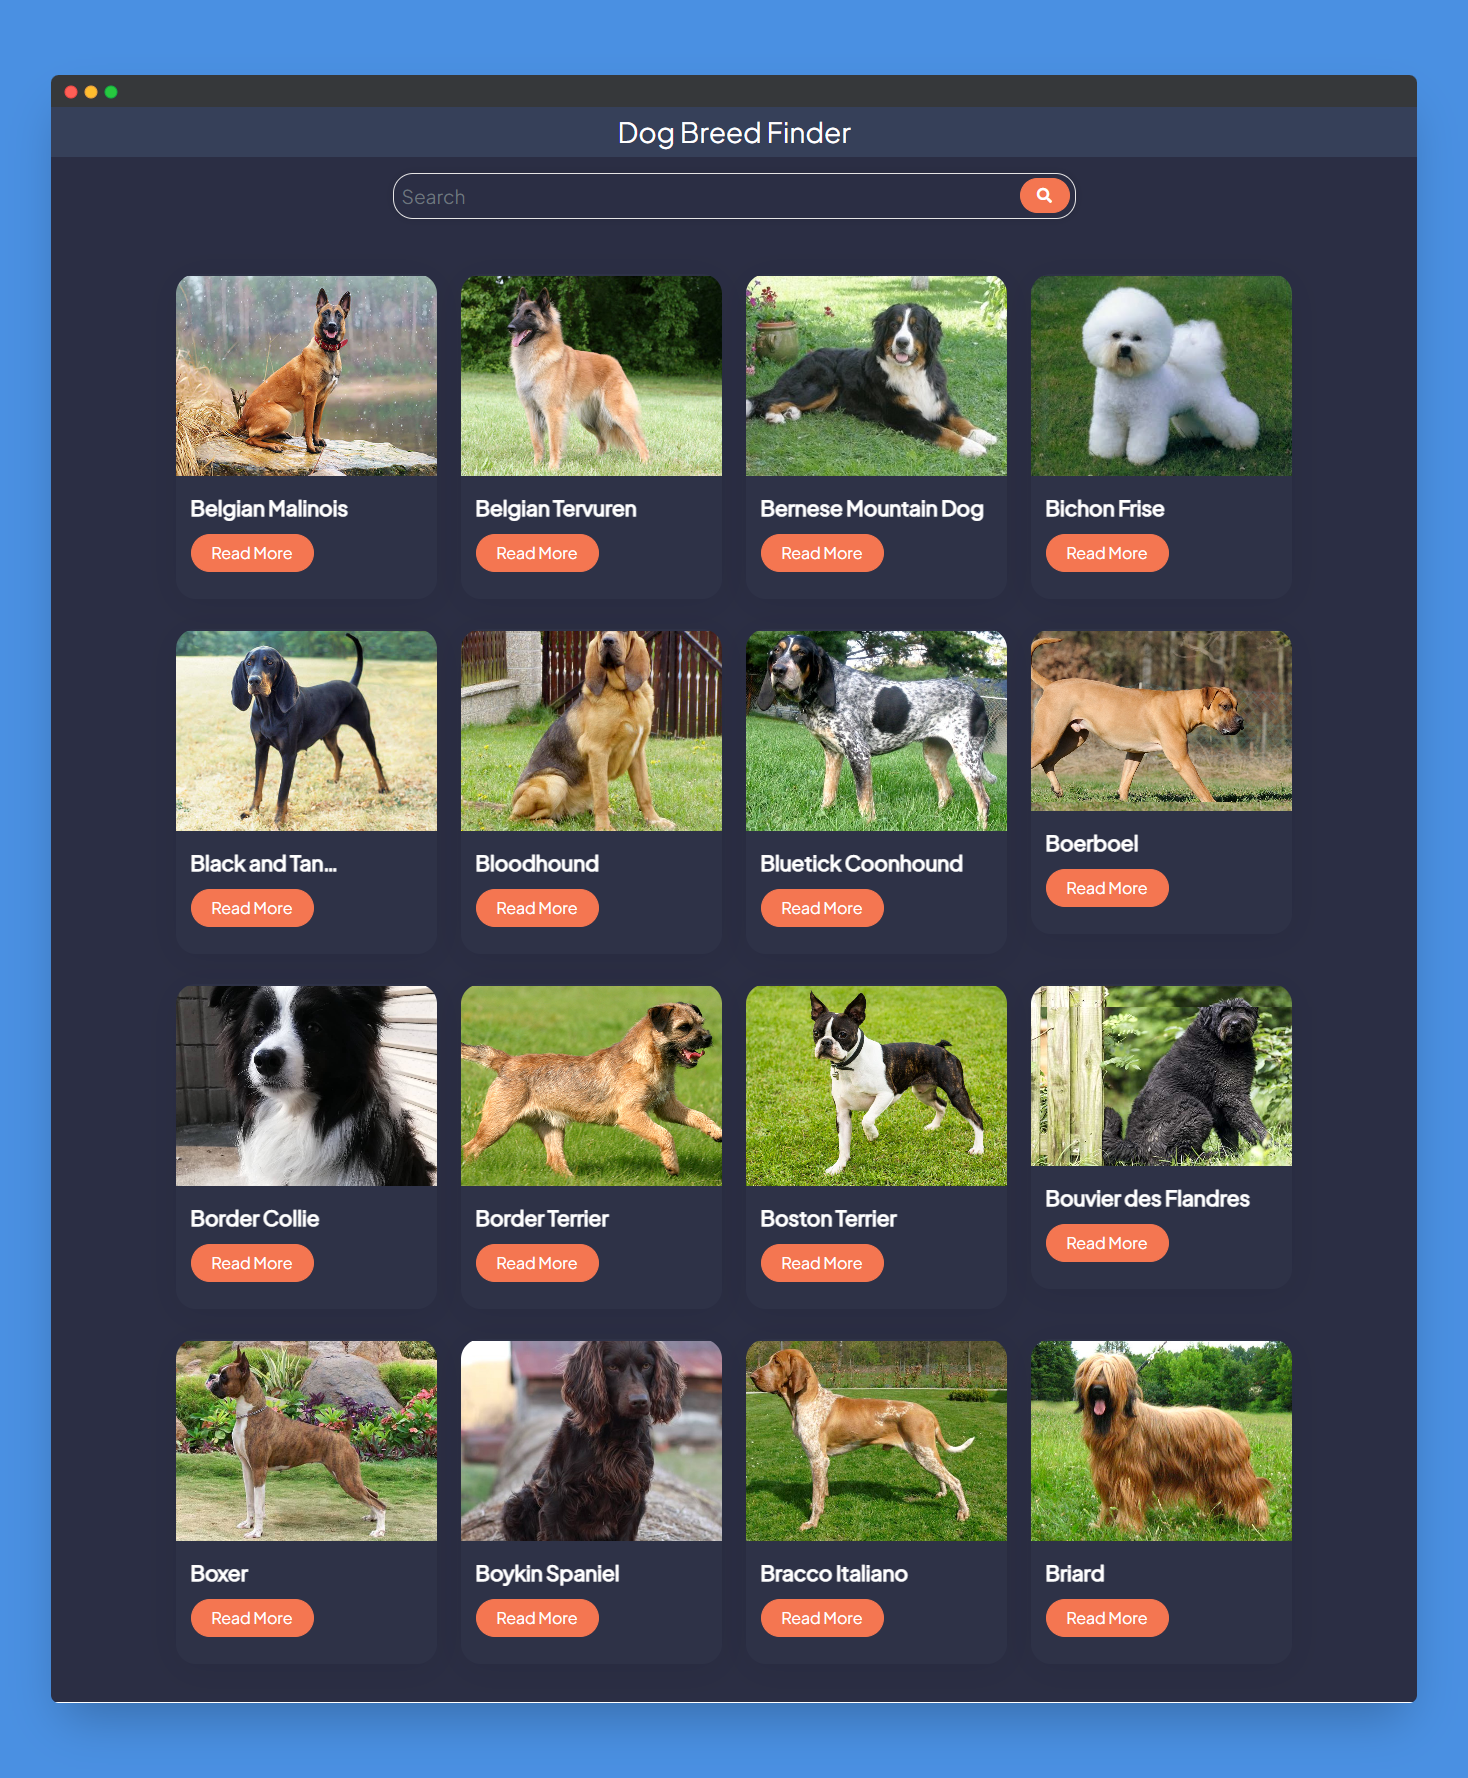 Dog Breed Finder
Search
Belgian Malinois
Read More
Belgian Tervuren
Read More
Bernese Mountain Dog
Read More
Bichon Frise
Read More
Black and Tan...
Read More
Bloodhound
Read More
Bluetick Coonhound
Read More
Boerboel
Read More
Border Collie
Read More
Border Terrier
Read More
Boston Terrier
Read More
Bouvier des Flandres
Read More
Boxer
Read More
Boykin Spaniel
Read More
Bracco Italiano
Read More
Briard
Read More